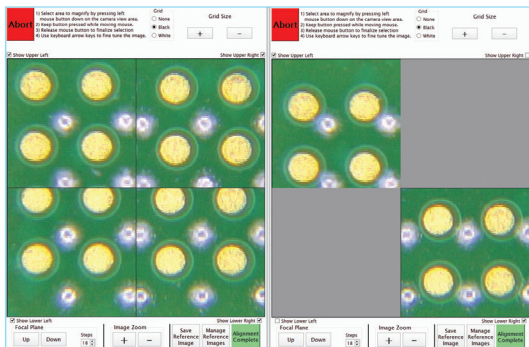 Abort
1) Select area to magnify by pressing left
mouse button down on the camera view area.
2) Keep button pressed while moving mouse.
3) Release mouse button to finalize selection
4) Use keyboard arrow keys to fine tune the image.
Grid
None
Black
White
Grid Size
+ -
Show Upper Left
Show Upper Right
Show Lower Left
Show Lower Right
Focal Plane
Up Down
Steps
18
Image Zoom
+ -
Save
Reference
Image
Manage
Reference
Images
Alignment
Complete
Abort
1) Select area to magnify by pressing left
mouse button down on the camera view area.
2) Keep button pressed while moving mouse.
3) Release mouse button to finalize selection
4) Use keyboard arrow keys to fine tune the image.
Grid
None
Black
White
Grid Size
+ -
Show Upper Left
Show Upper Right
Show Lower Left
Show Lower Right
Focal Plane
Up Down
Steps
18
Image Zoom
+ -
Save
Reference
Image
Manage
Reference
Images
Alignment
Complete